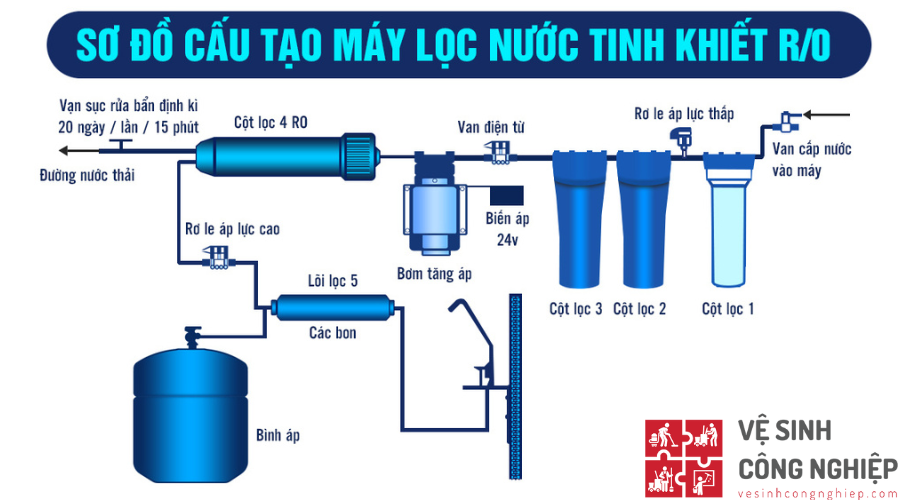 SƠ ĐỒ CẤU TẠO MÁY LỌC NƯỚC TINH KHIẾT R/O
Vạn sục rửa bẩn định kì
20 ngày / lần / 15 phút
Đường nước thải
Cột lọc 4 RO
Van điện từ
Rơ le áp lực thấp
Van cấp nước
vào máy
Rơ le áp lực cao
Biến áp
24v
Bơm tăng áp
Cột lọc 3
Cột lọc 2
Cột lọc 1
Lõi lọc 5
Các bon
Bình áp
VỆ SINH
CÔNG NGHIỆP
vesinhcongnghiep.com